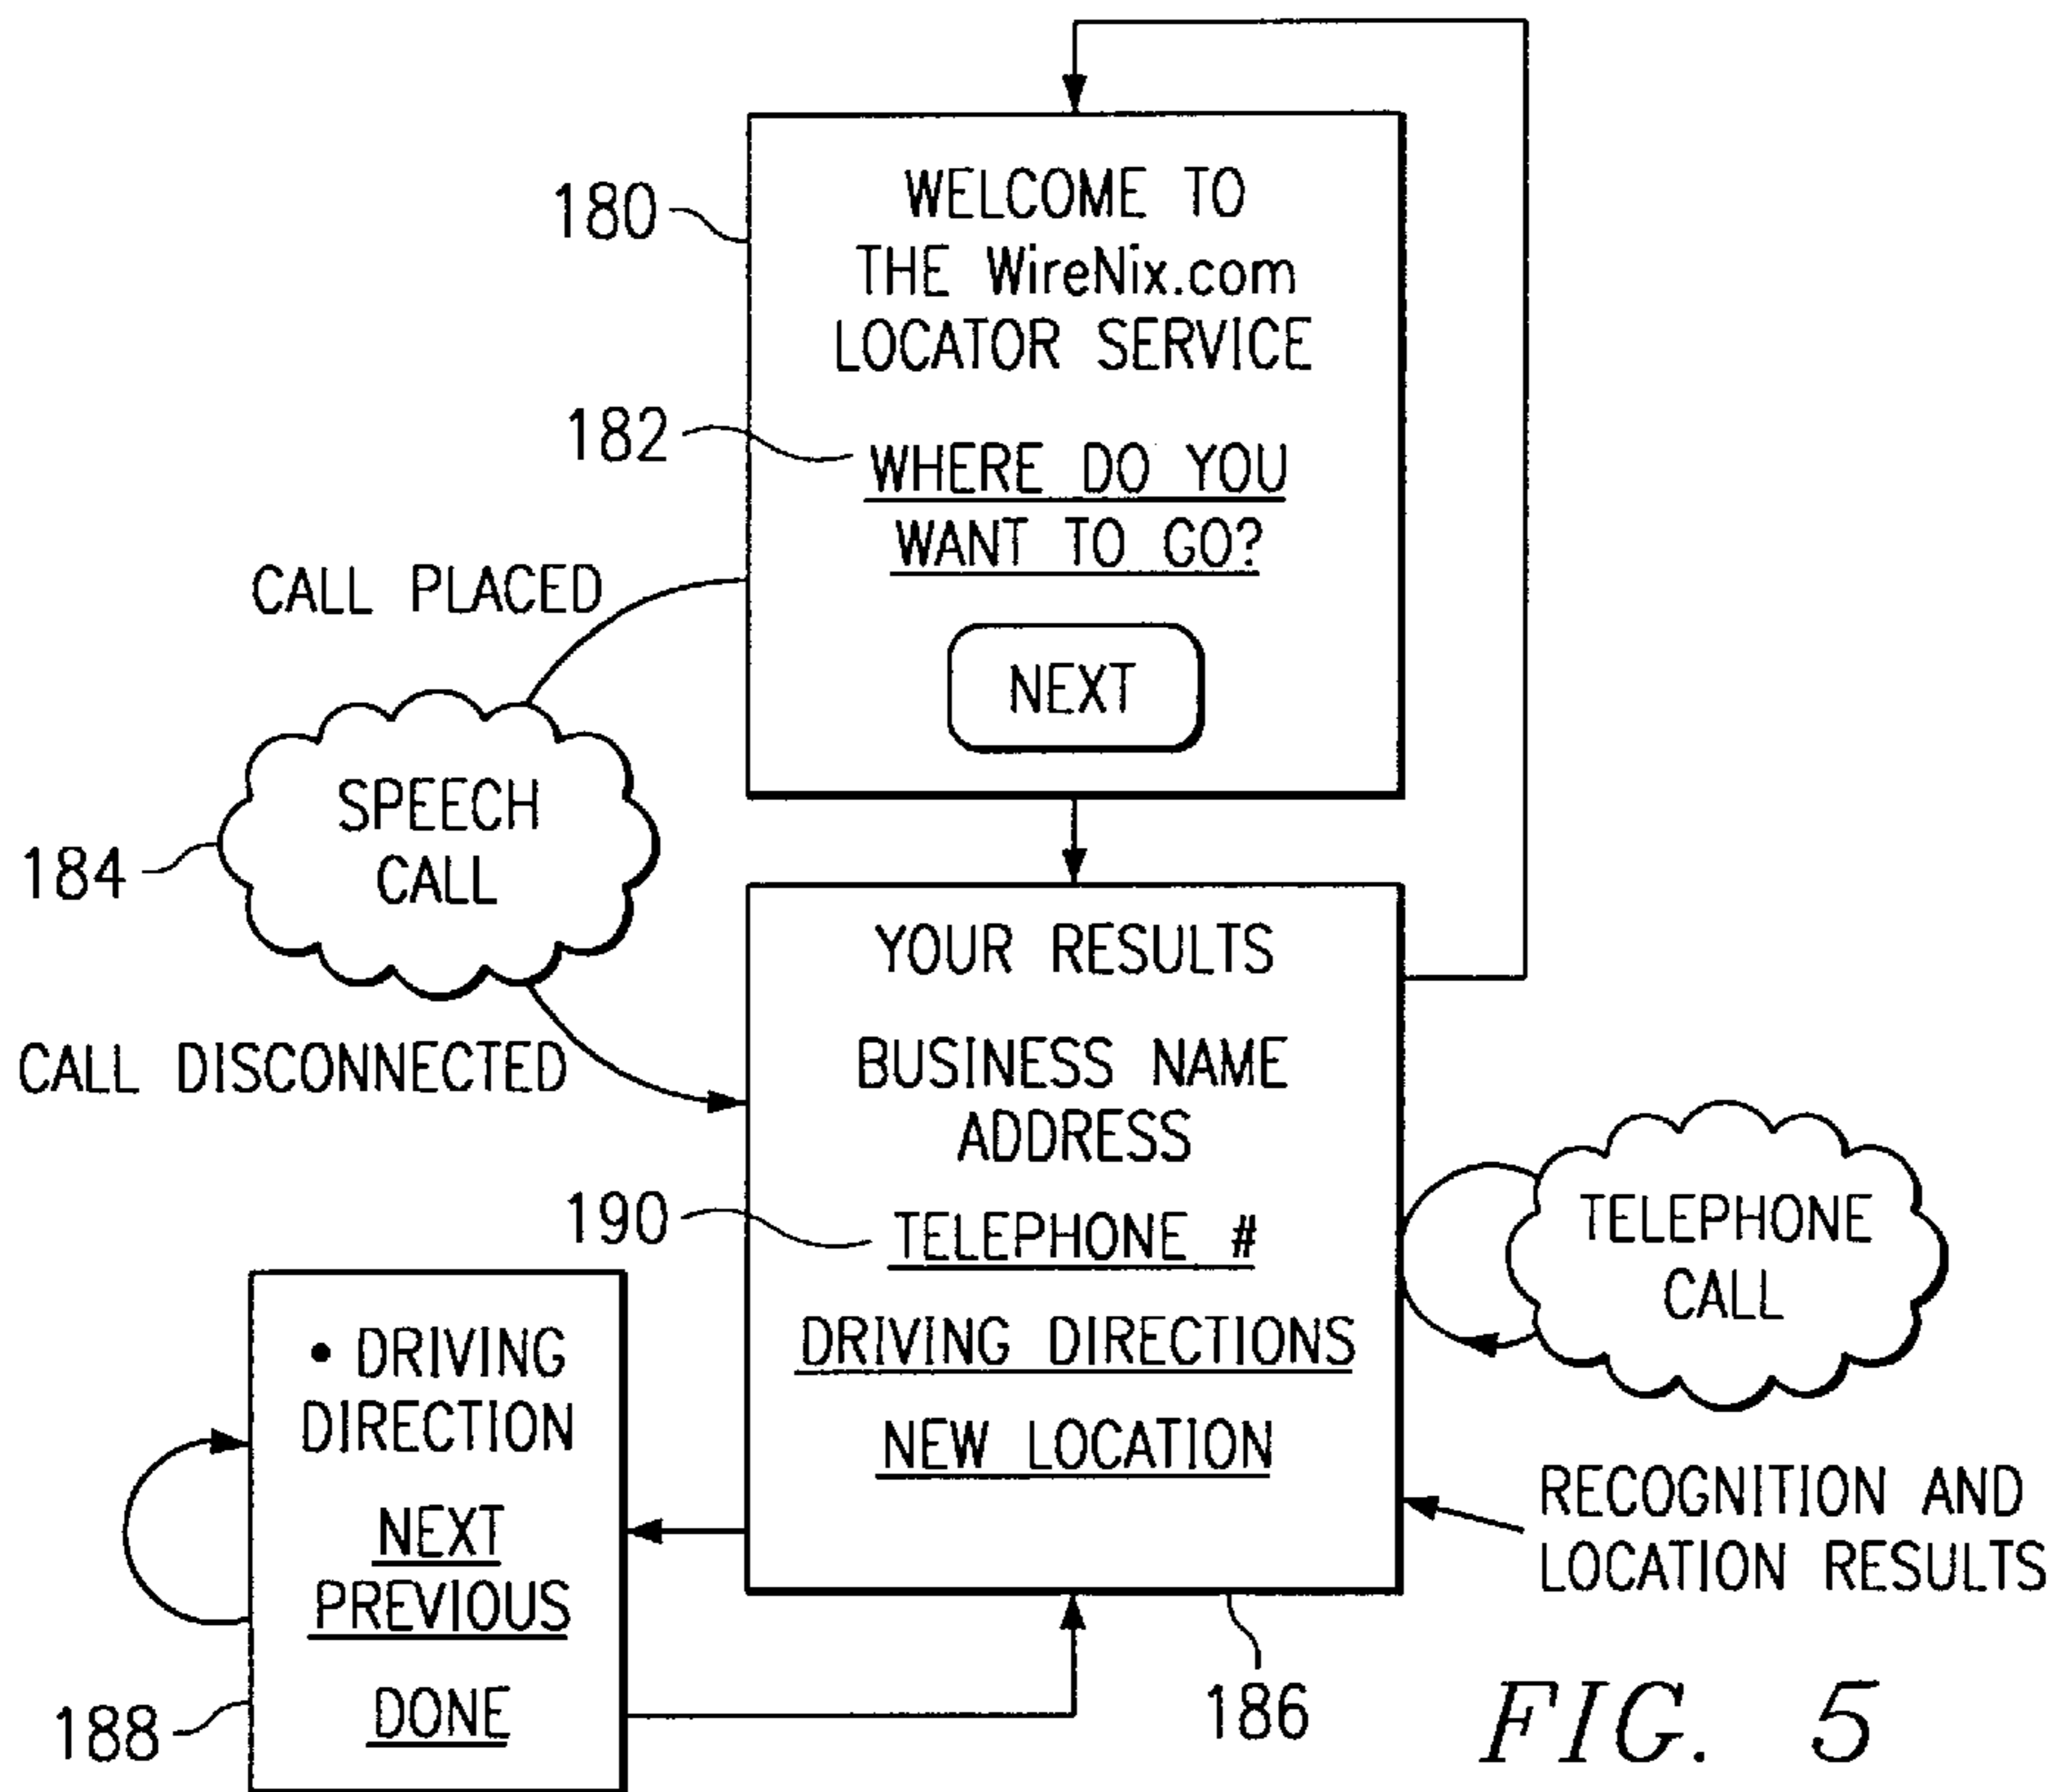 180
WELCOME TO
THE WireNix.com
LOCATOR SERVICE
182
WHERE DO YOU
WANT TO GO?
NEXT
CALL PLACED
184
SPEECH
CALL
CALL DISCONNECTED
YOUR RESULTS
BUSINESS NAME
ADDRESS
190
TELEPHONE #
DRIVING DIRECTIONS
NEW LOCATION
TELEPHONE
CALL
RECOGNITION AND
LOCATION RESULTS
• DRIVING
DIRECTION
NEXT
PREVIOUS
DONE
188
186
FIG. 5